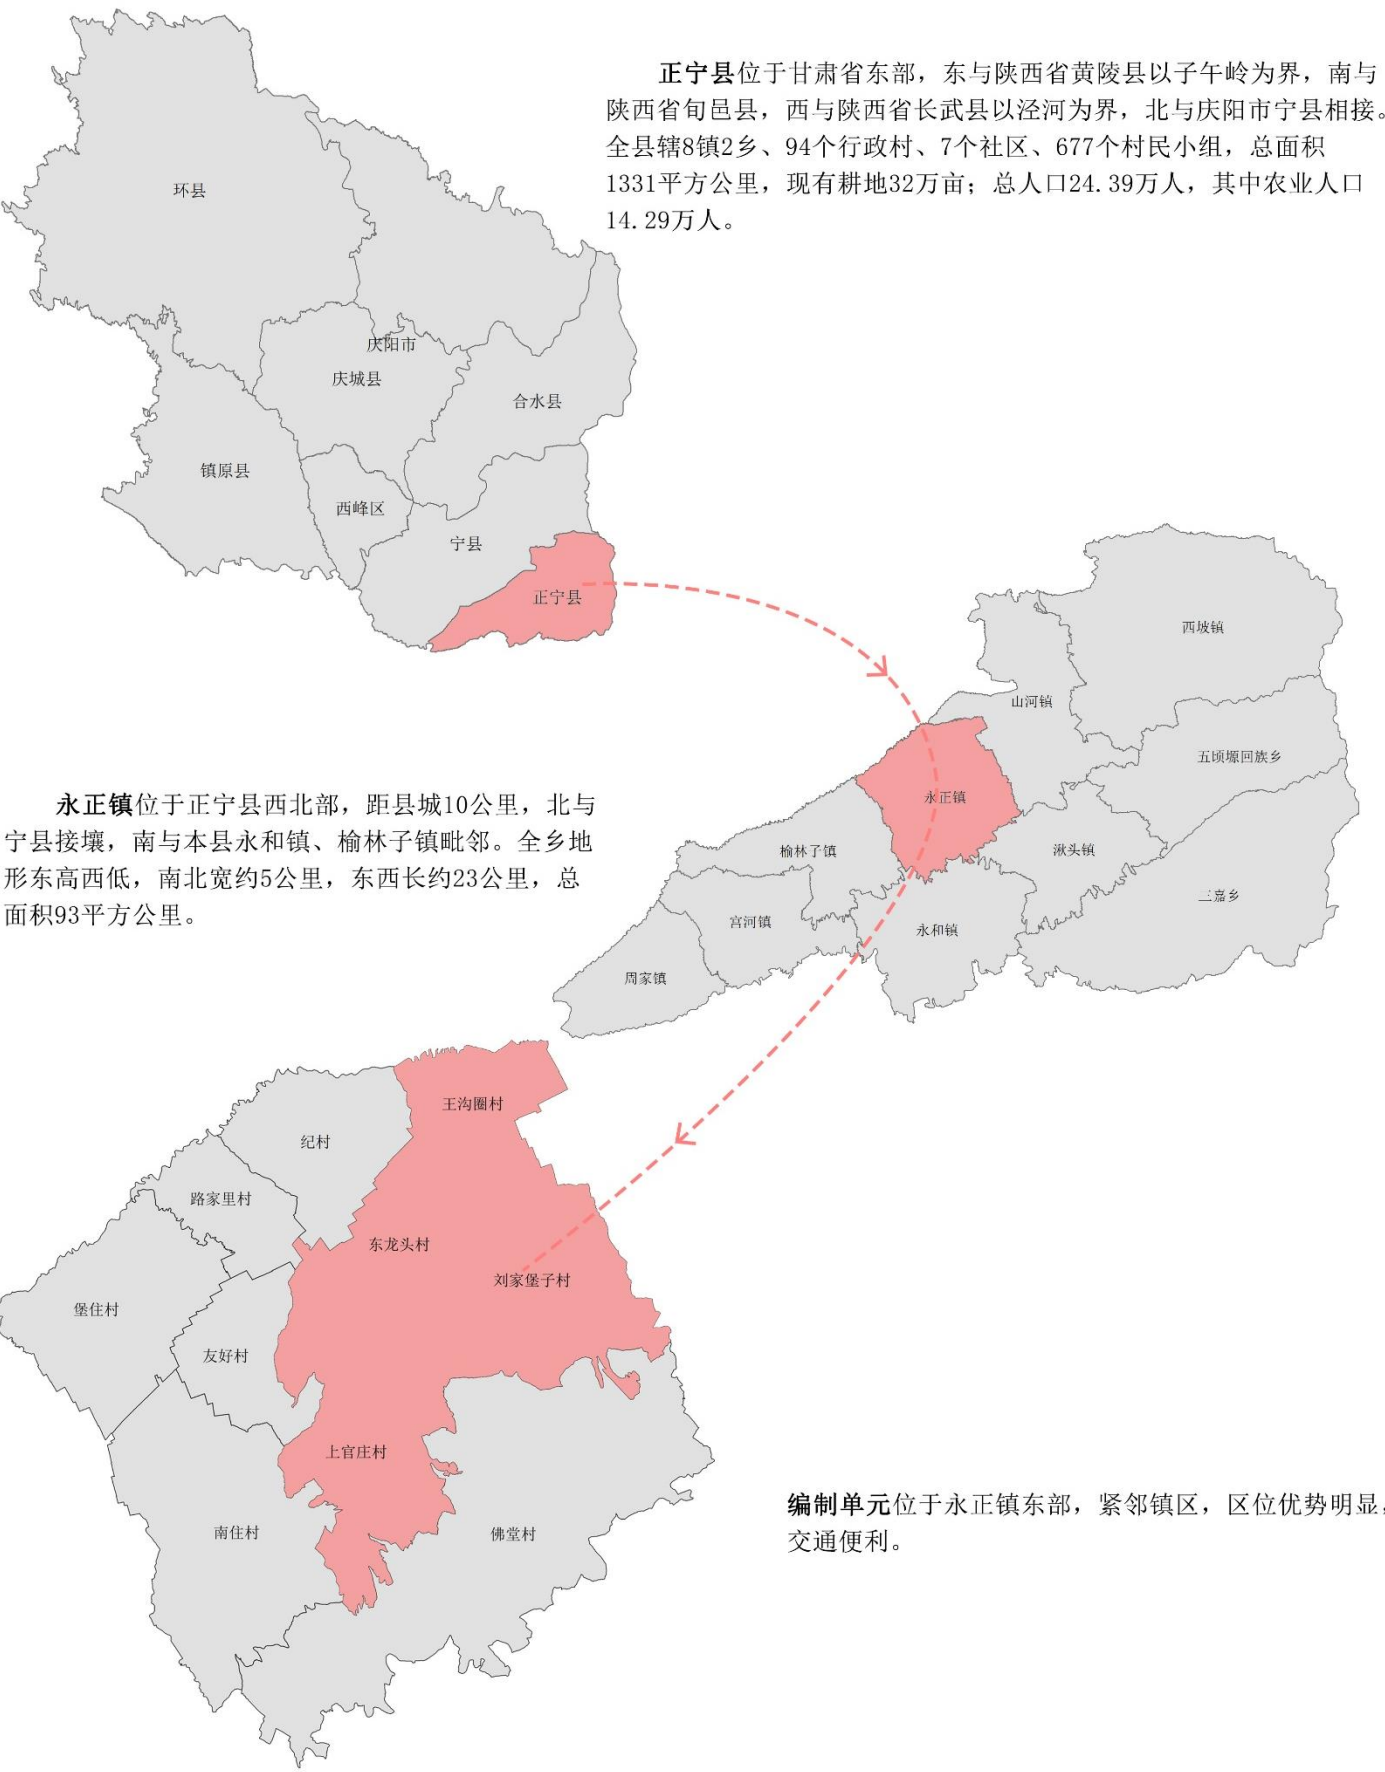 正宁县位于甘肃省东部，东与陕西省黄陵县以子午岭为界，南与
陕西省旬邑县，西与陕西省长武县以泾河为界，北与庆阳市宁县相接。
全县辖8镇2乡、94个行政村、7个社区、677个村民小组，总面积
1331平方公里，现有耕地32万亩；总人口24.39万人，其中农业人口
14.29万人。
环县
庆阳市
庆城县
合水县
镇原县
西峰区
宁县
正宁县
西坡镇
山河镇
五顷塬回族乡
永正镇
榆林子镇
湫头镇
三嘉乡
宫河镇
永和镇
周家镇
永正镇位于正宁县西北部，距县城10公里，北与
宁县接壤，南与本县永和镇、榆林子镇毗邻。全乡地
形东高西低，南北宽约5公里，东西长约23公里，总
面积93平方公里。
王沟圈村
纪村
路家里村
东龙头村
刘家堡子村
堡住村
友好村
上官庄村
南住村
佛堂村
编制单元位于永正镇东部，紧邻镇区，区位优势明显，
交通便利。